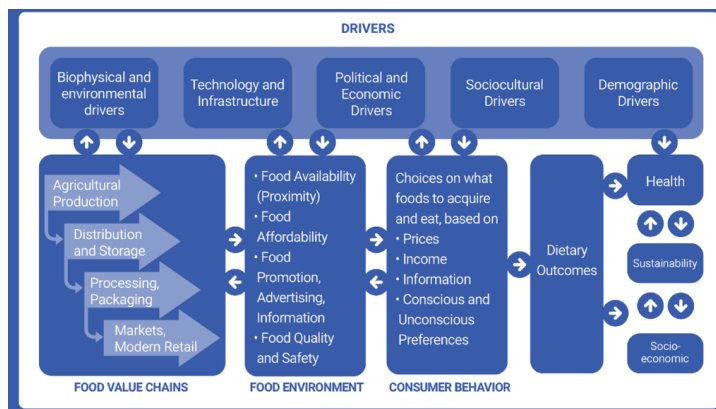 DRIVERS
Biophysical and
environmental
drivers
Technology and
Infrastructure
Political and
Economic
Drivers
Sociocultural
Drivers
Demographic
Drivers
Agricultural
Production
Distribution
and Storage
Processing,
Packaging
Markets,
Modern Retail
FOOD VALUE CHAINS
• Food Availability
(Proximity)
• Food
Affordability
• Food
Promotion,
Advertising,
Information
• Food Quality
and Safety
FOOD ENVIRONMENT
Choices on what
foods to acquire
and eat, based on
• Prices
• Income
• Information
• Conscious and
Unconscious
Preferences
CONSUMER BEHAVIOR
Dietary
Outcomes
Health
Sustainability
Socio-
economic